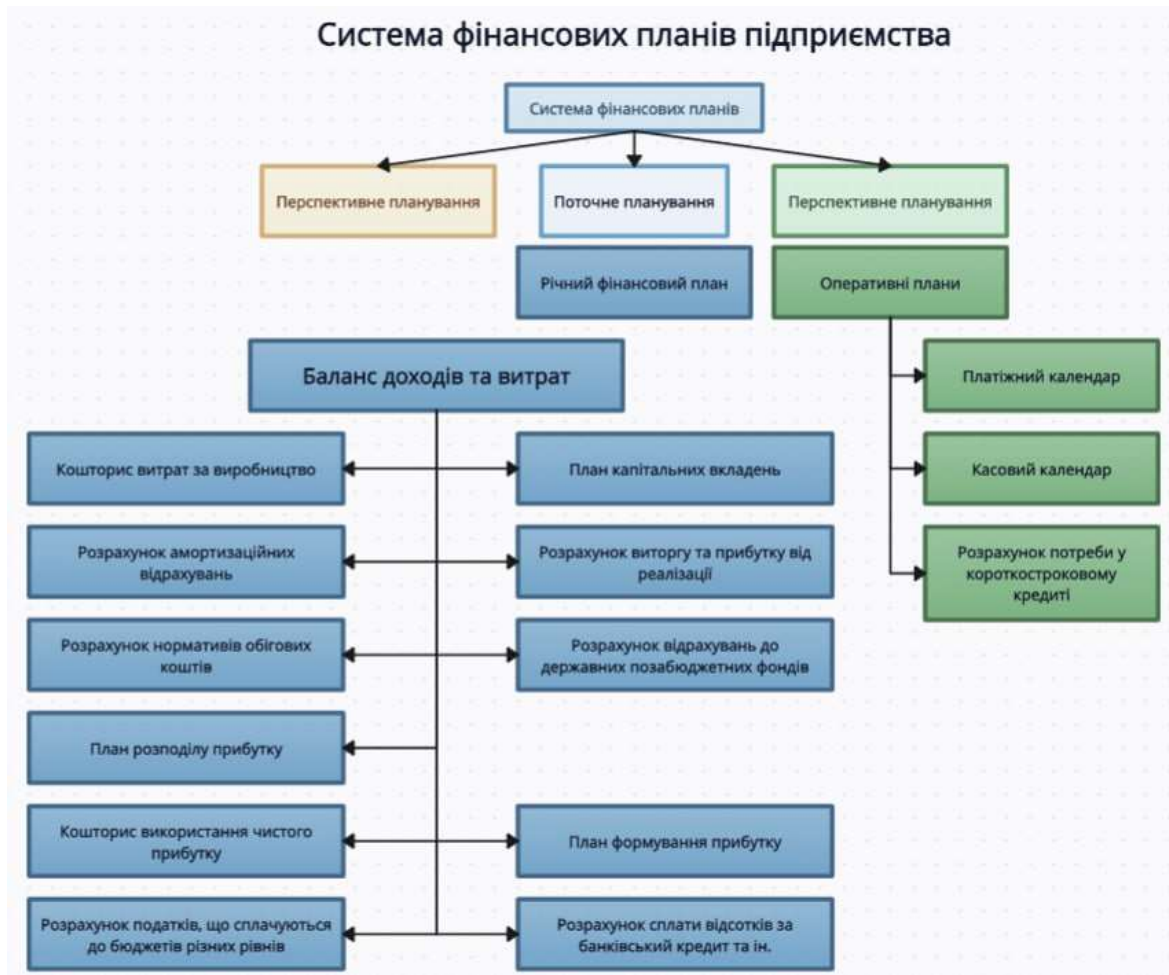 Система фінансових планів підприємства
Система фінансових планів
Перспективне планування
Поточне планування
Перспективне планування
Річний фінансовий план
Оперативні плани
Баланс доходів та витрат
Платіжний календар
Кошторис витрат за виробництво
План капітальних вкладень
Касовий календар
Розрахунок амортизаційних
відрахувань
Розрахунок виторгу та прибутку від
реалізації
Розрахунок потреби у
короткостроковому
кредиті
Розрахунок нормативів обігових
коштів
Розрахунок відрахувань до
державних позабюджетних фондів
План розподілу прибутку
Кошторис використання чистого
прибутку
План формування прибутку
Розрахунок податків, що сплачуються
до бюджетів різних рівнів
Розрахунок сплати відсотків за
банківський кредит та ін.